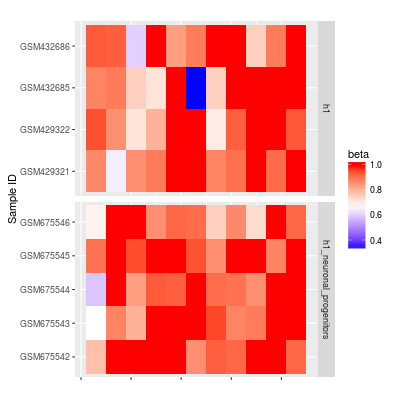 GSM432686
GSM432685
GSM429322
GSM429321
h1
GSM675546
GSM675545
GSM675544
GSM675543
GSM675542
h1_neuronal_progenitors
Sample ID
beta
1.0
0.8
0.6
0.4